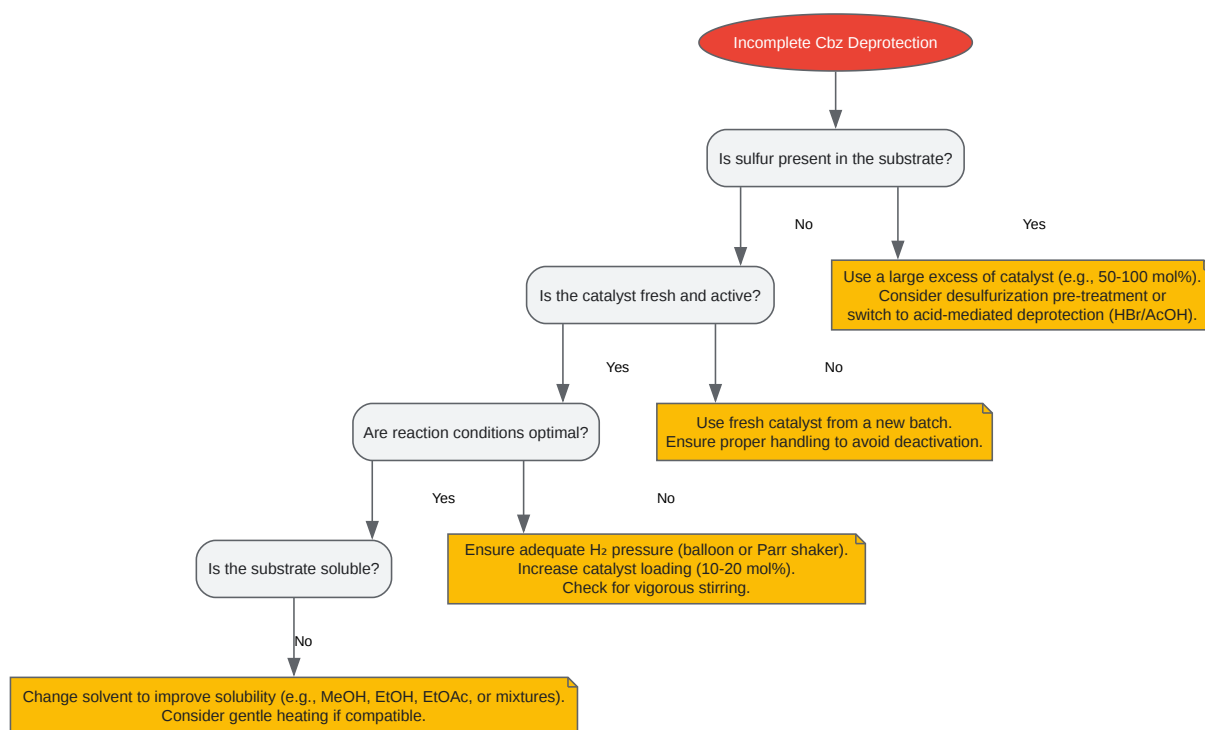 Incomplete Cbz Deprotection
Is sulfur present in the substrate?
No
Yes
Is the catalyst fresh and active?
Use a large excess of catalyst (e.g., 50-100 mol%).
Consider desulfurization pre-treatment or
switch to acid-mediated deprotection (HBr/AcOH).
Yes
No
Are reaction conditions optimal?
Use fresh catalyst from a new batch.
Ensure proper handling to avoid deactivation.
Yes
No
Is the substrate soluble?
Ensure adequate H₂ pressure (balloon or Parr shaker).
Increase catalyst loading (10-20 mol%).
Check for vigorous stirring.
No
Change solvent to improve solubility (e.g., MeOH, EtOH, EtOAc, or mixtures).
Consider gentle heating if compatible.